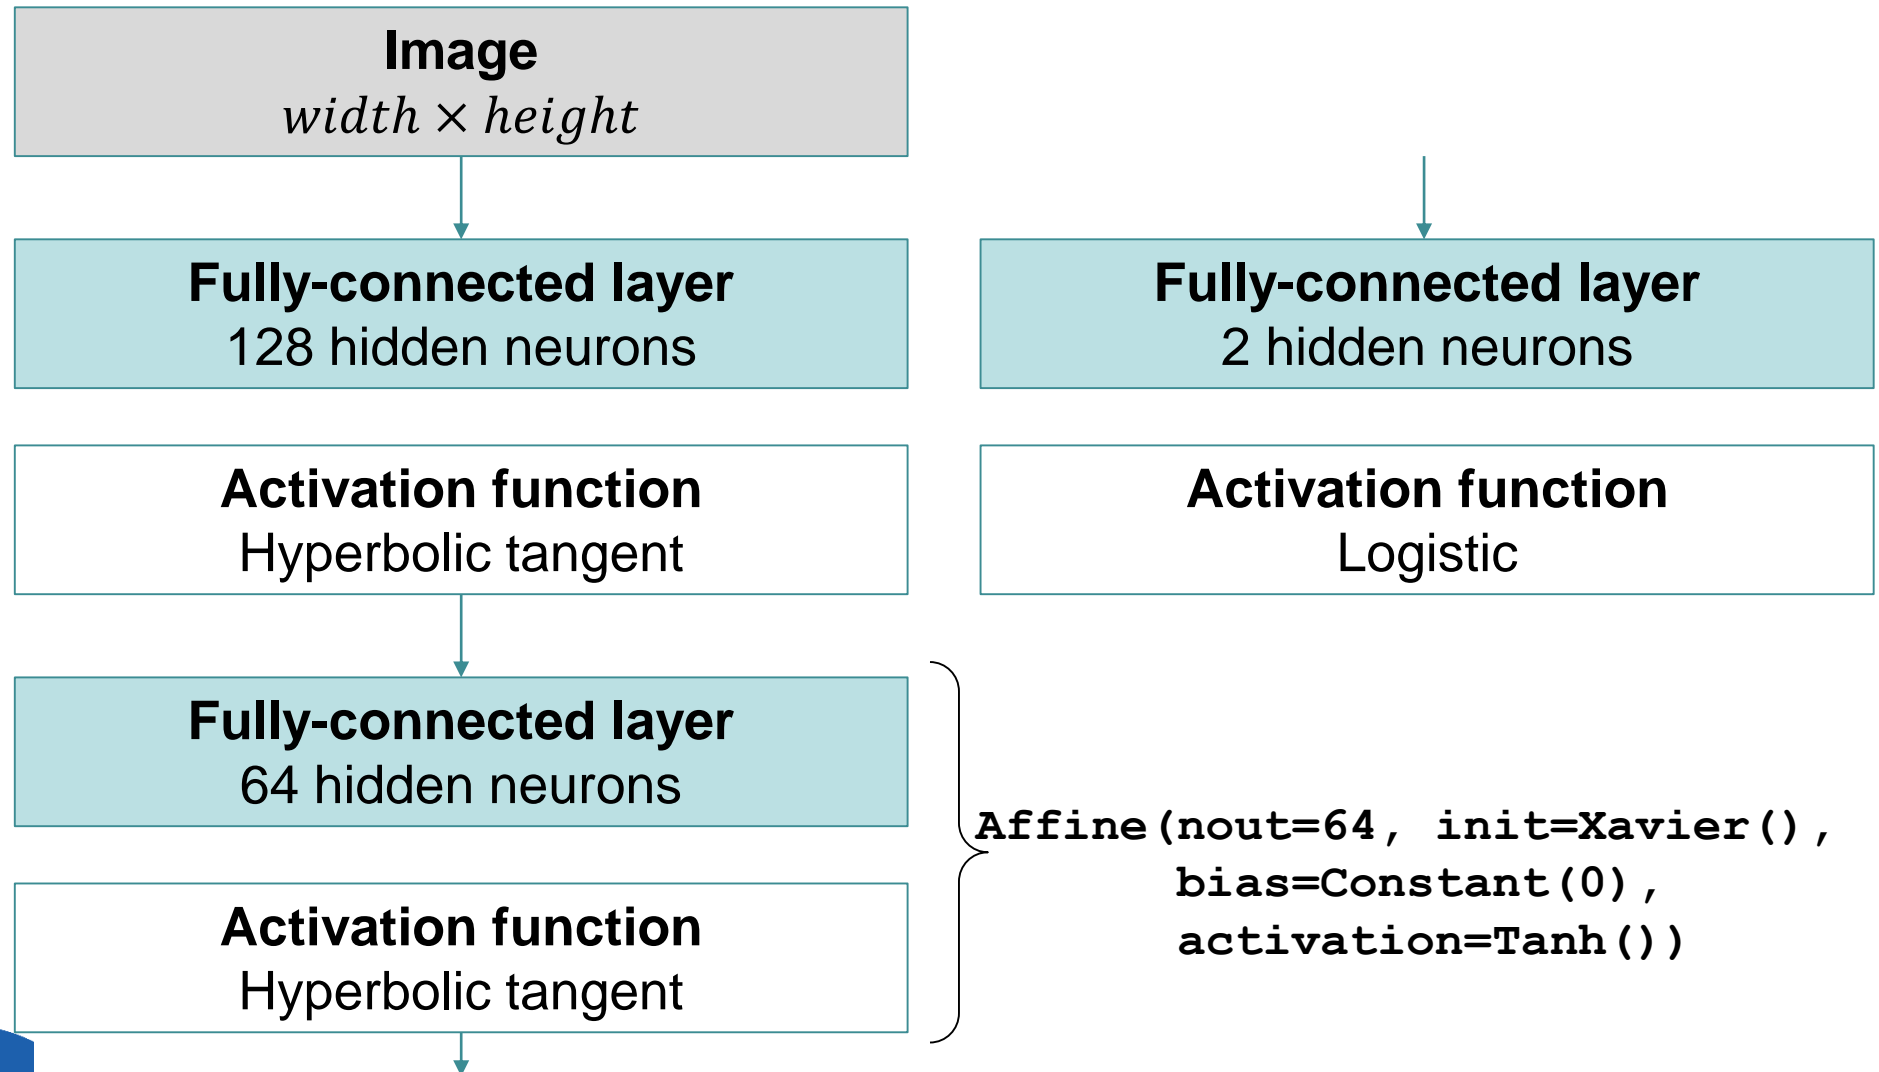 Image
width × height
Fully-connected layer
128 hidden neurons
Activation function
Hyperbolic tangent
Fully-connected layer
64 hidden neurons
Activation function
Hyperbolic tangent
Fully-connected layer
2 hidden neurons
Activation function
Logistic
Affine(nout=64, init=Xavier(),
bias=Constant(0),
activation=Tanh())